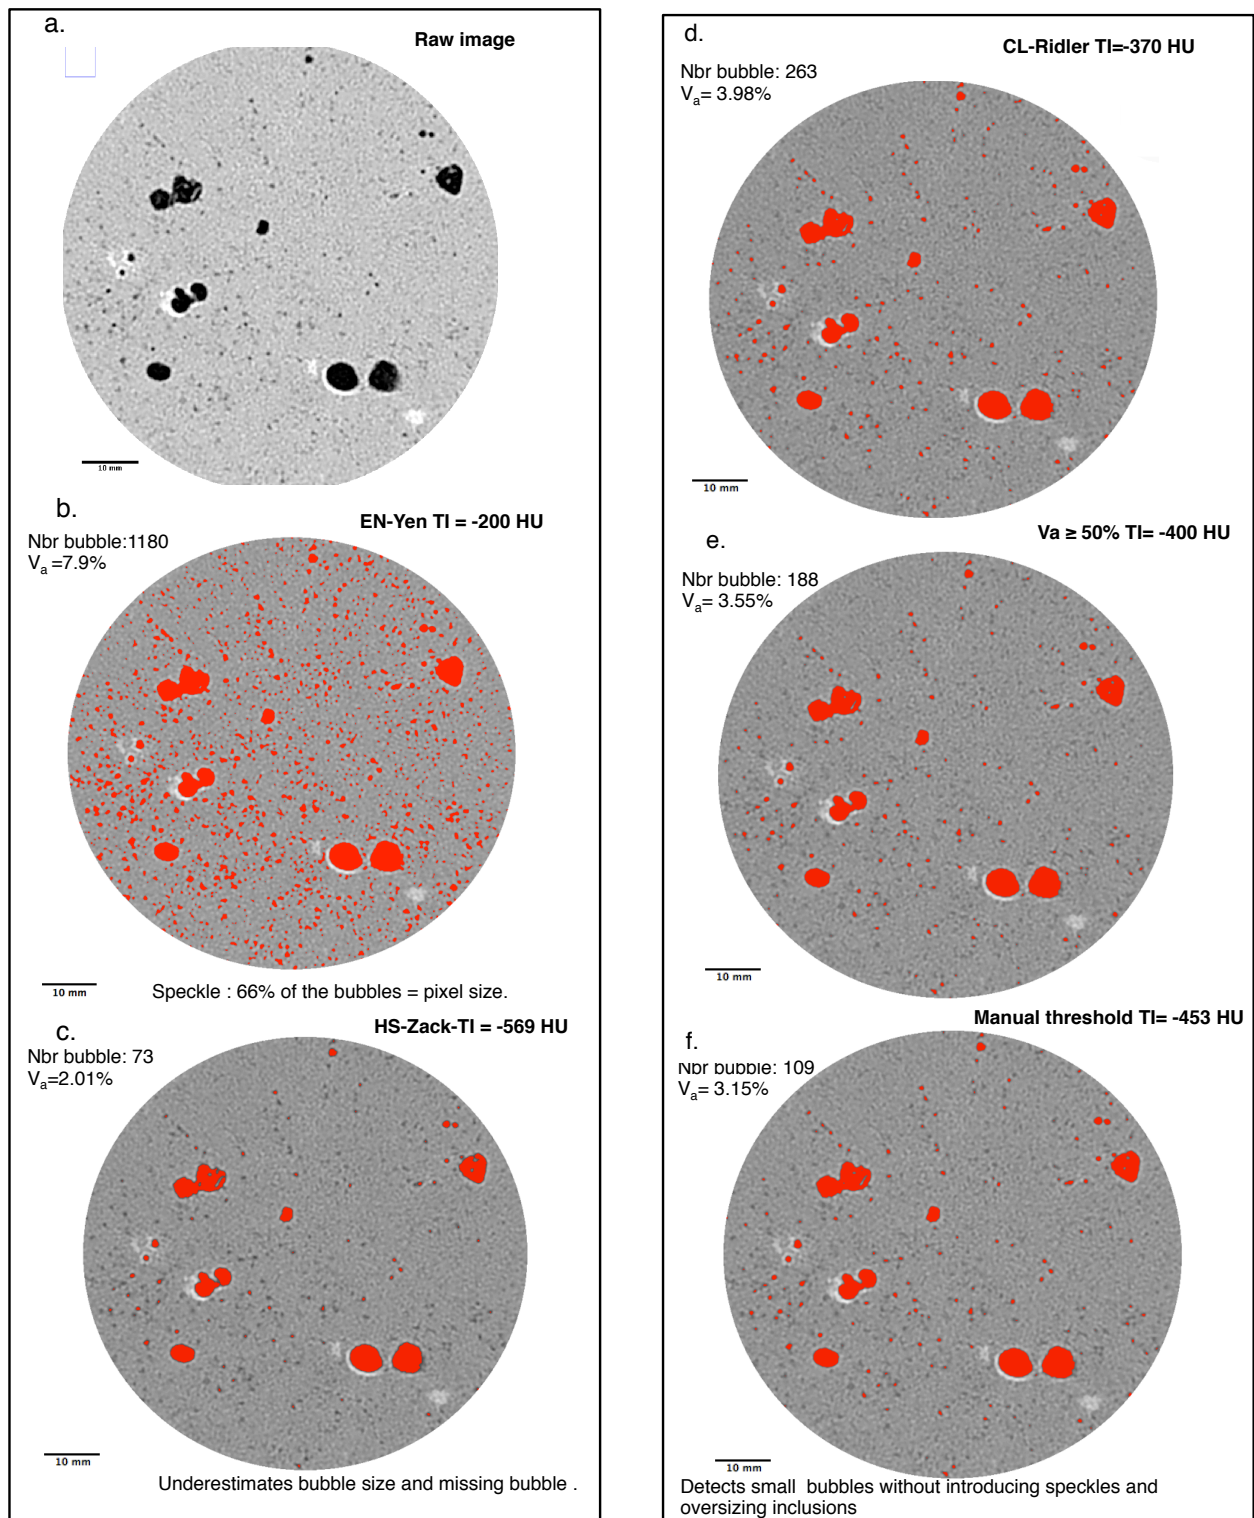 a.
Raw image
10 mm
b.
EN-Yen TI = -200 HU
Nbr bubble:1180
Va =7.9%
10 mm
Speckle : 66% of the bubbles = pixel size.
c.
HS-Zack-TI = -569 HU
Nbr bubble: 73
Va=2.01%
10 mm
Underestimates bubble size and missing bubble .
d.
CL-Ridler TI=-370 HU
Nbr bubble: 263
Va= 3.98%
10 mm
e.
Va ≥ 50% TI= -400 HU
Nbr bubble: 188
Va= 3.55%
10 mm
Manual threshold TI= -453 HU
f.
Nbr bubble: 109
Va= 3.15%
10 mm
Detects small bubbles without introducing speckles and
oversizing inclusions